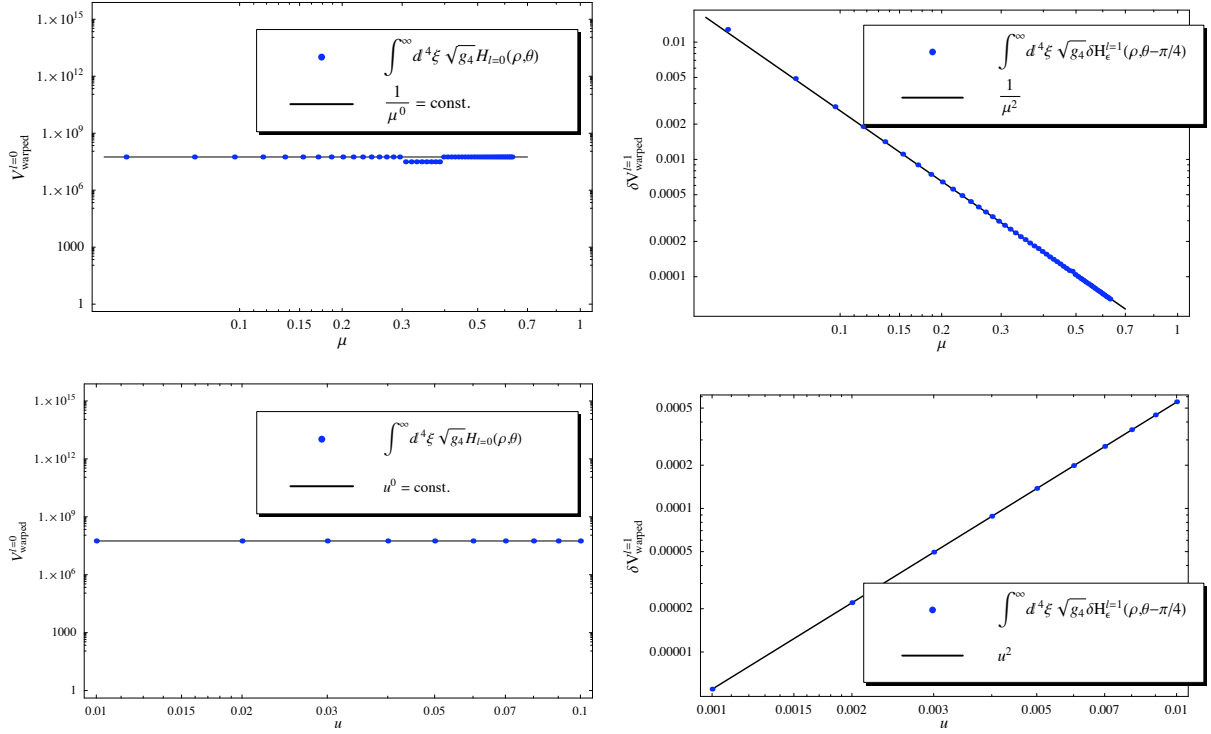 1.×10^15
1.×10^12
1.×10^9
1.×10^6
1000
1
V^{l=0}_{warped}
∫^∞ d^4ξ √g_4 H_{l=0}(ρ,θ)
1/μ^0 = const.
0.1 0.15 0.2 0.3 0.5 0.7 1
μ
0.01
0.005
0.002
0.001
0.0005
0.0002
0.0001
δV^{l=1}_{warped}
∫^∞ d^4ξ √g_4 δH_ϵ^{l=1}(ρ,θ−π/4)
1/μ^2
0.1 0.15 0.2 0.3 0.5 0.7 1
μ
1.×10^15
1.×10^12
1.×10^9
1.×10^6
1000
1
V^{l=0}_{warped}
∫^∞ d^4ξ √g_4 H_{l=0}(ρ,θ)
u^0 = const.
0.01 0.015 0.02 0.03 0.05 0.07 0.1
u
0.0005
0.0002
0.0001
0.00005
0.00002
0.00001
δV^{l=1}_{warped}
∫^∞ d^4ξ √g_4 δH_ϵ^{l=1}(ρ,θ−π/4)
u^2
0.001 0.0015 0.002 0.003 0.005 0.007 0.01
u